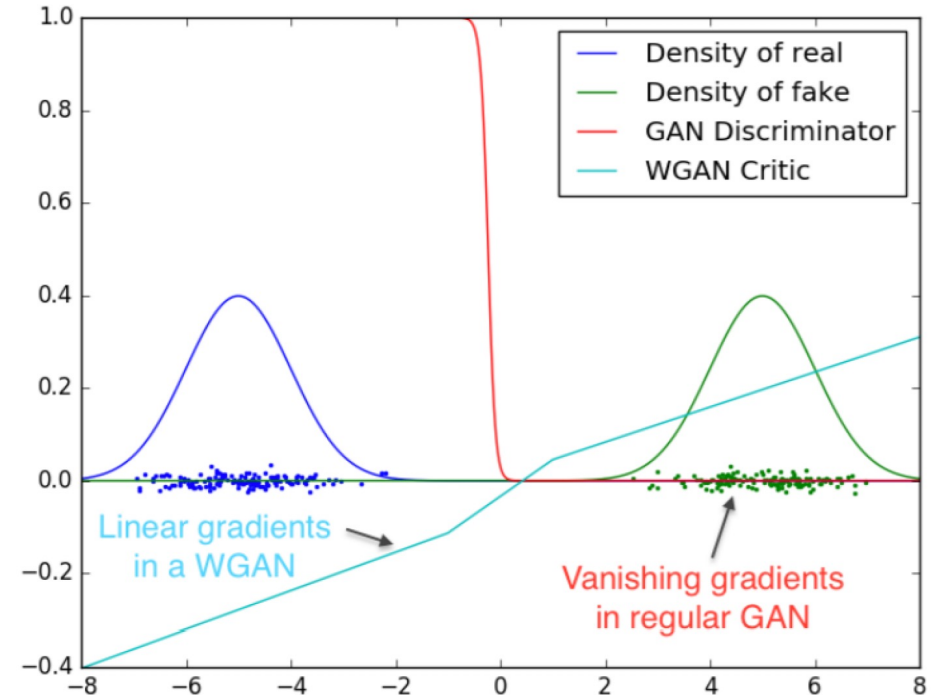 1.0
0.8
0.6
0.4
0.2
0.0
−0.2
−0.4
Density of real
Density of fake
GAN Discriminator
WGAN Critic
Linear gradients
in a WGAN
Vanishing gradients
in regular GAN
−8 −6 −4 −2 0 2 4 6 8